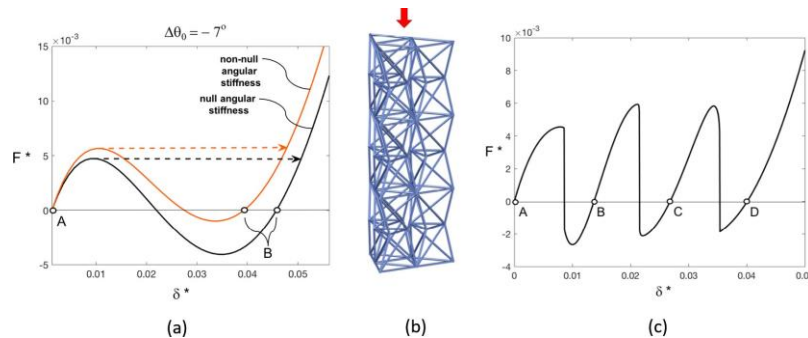 Δθ₀ = − 7°
15 ×10⁻³
non-null
angular
stiffness
10
null angular
stiffness
5
F*
A
0
B
-5
0.01 0.02 0.03 0.04 0.05
δ*
(a)
(b)
10 ×10⁻³
8
6
4
F*
2
0
A B C D
-2
-4
0 0.01 0.02 0.03 0.04 0.0
δ*
(c)